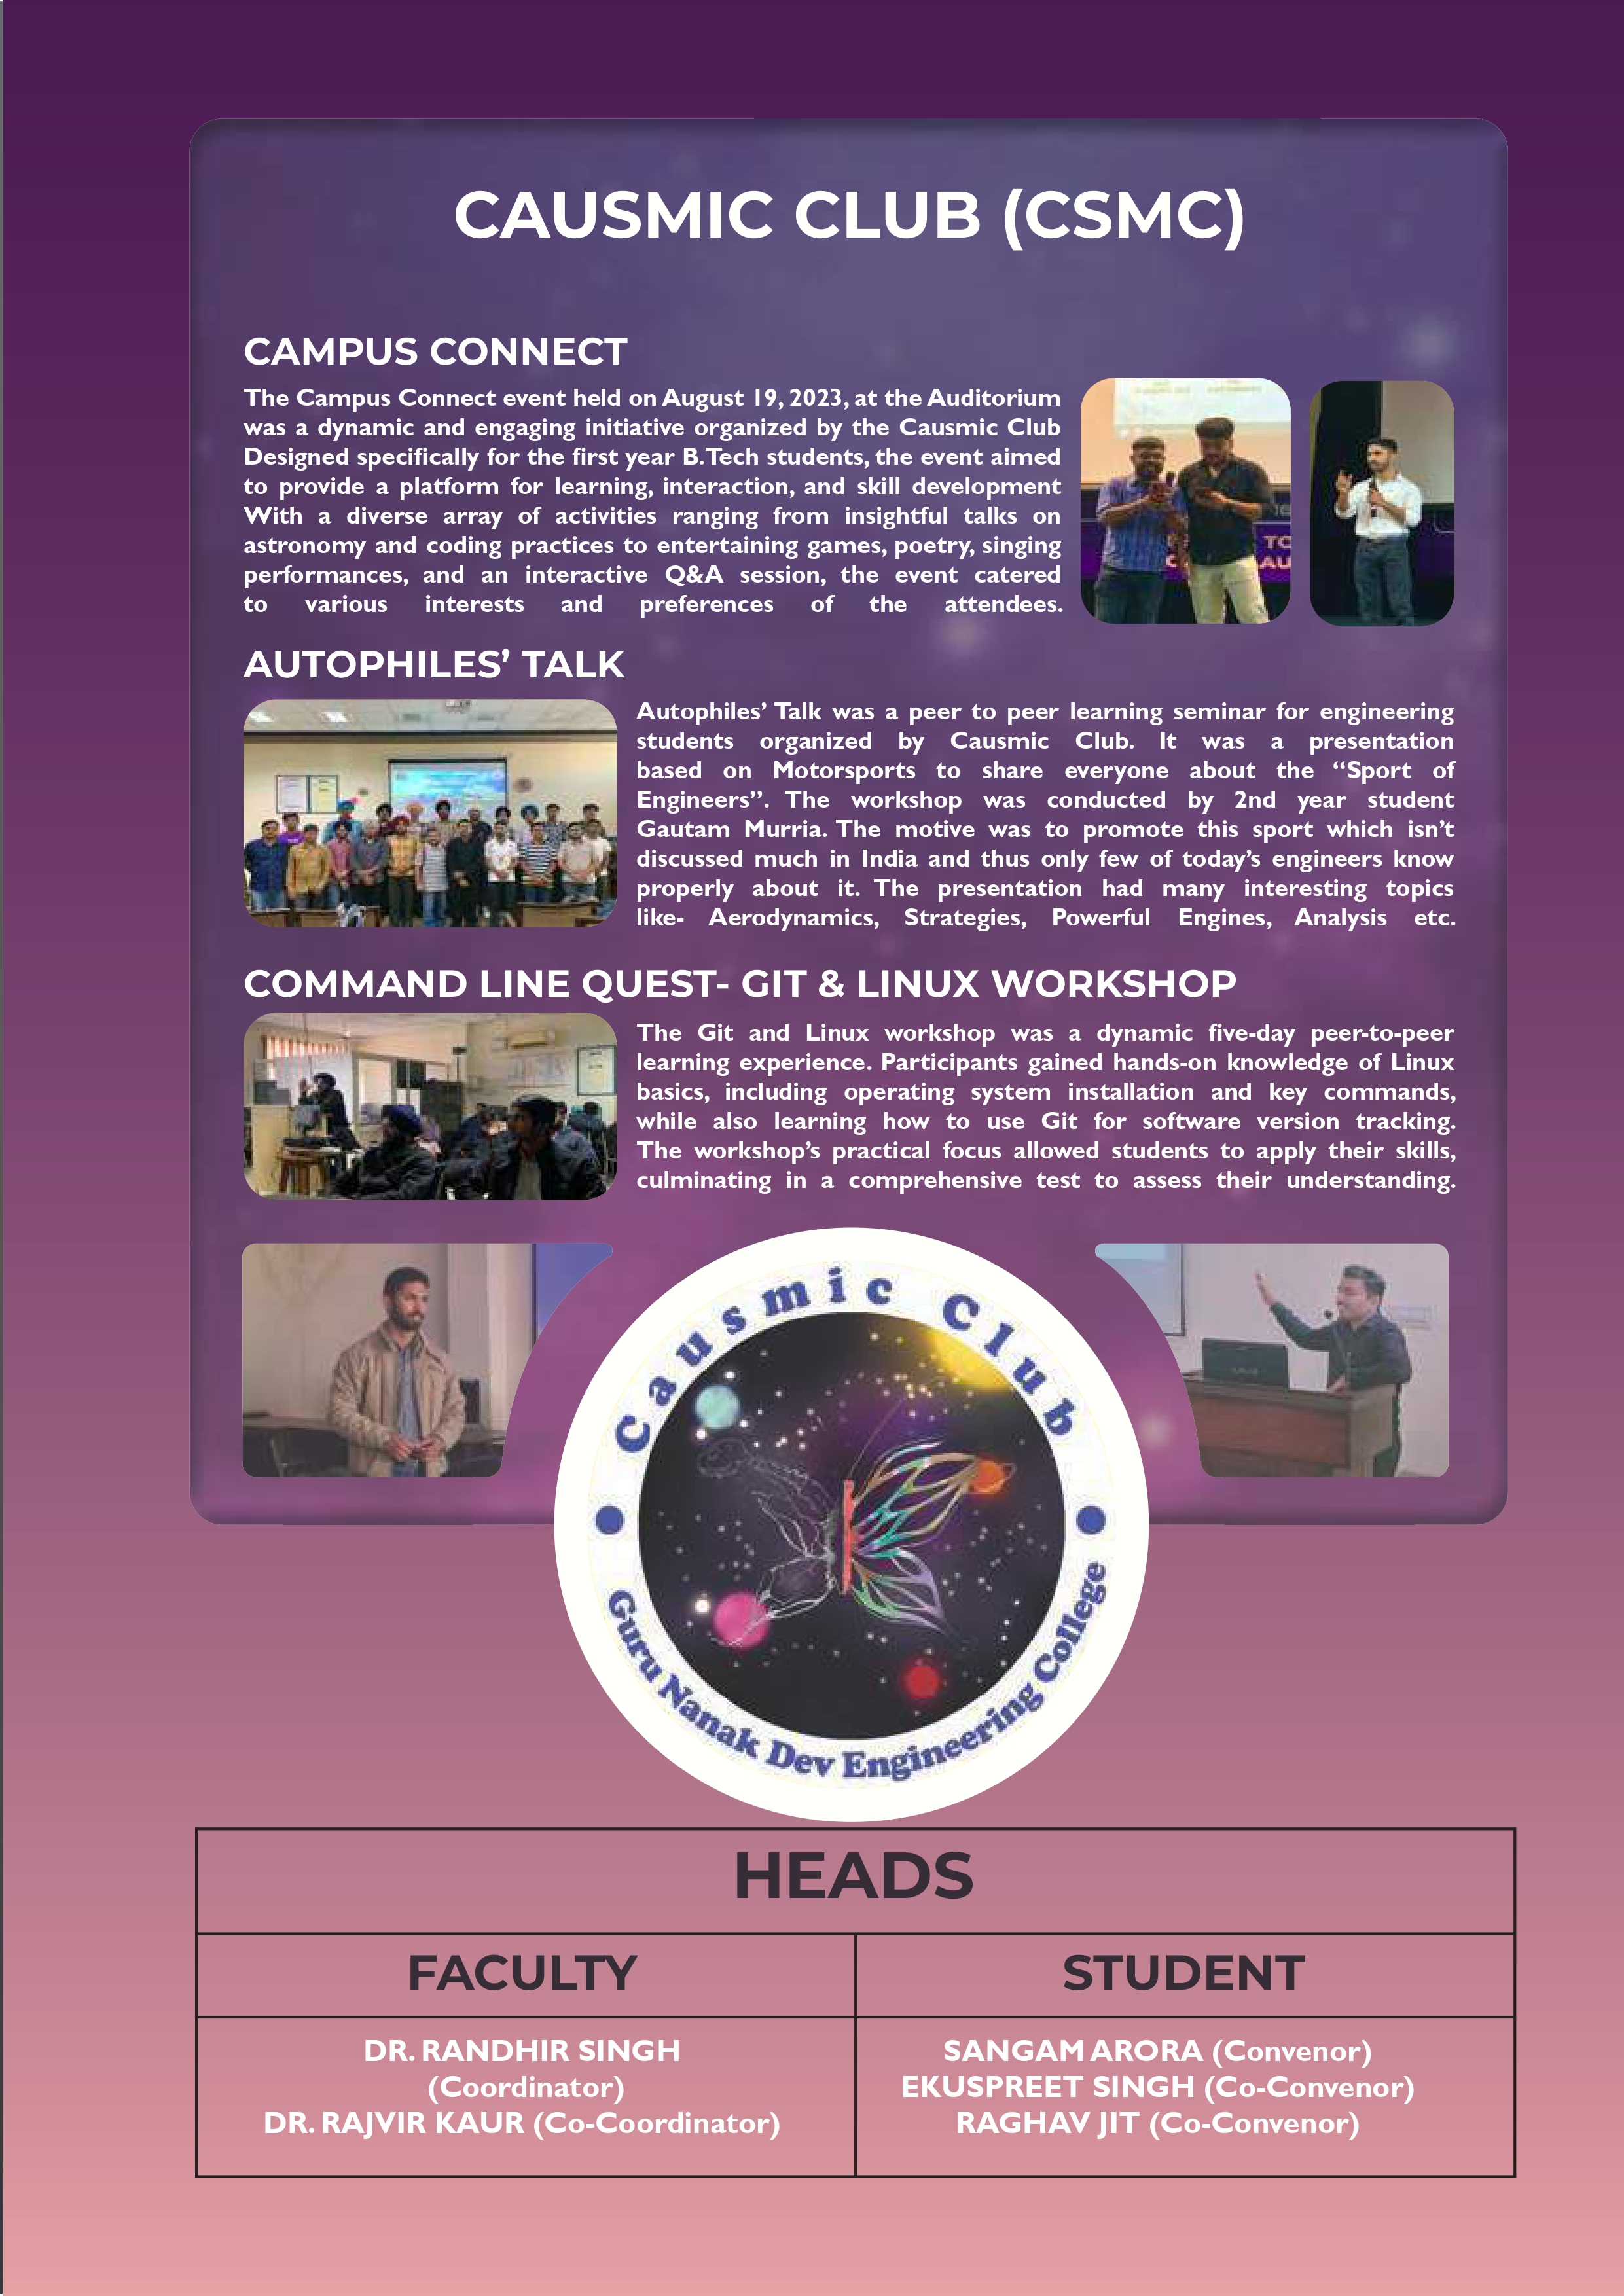 CAUSMIC CLUB (CSMC)
CAMPUS CONNECT
The Campus Connect event held on August 19, 2023, at the Auditorium
was a dynamic and engaging initiative organized by the Causmic Club
Designed specifically for the first year B.Tech students, the event aimed
to provide a platform for learning, interaction, and skill development
With a diverse array of activities ranging from insightful talks on
astronomy and coding practices to entertaining games, poetry, singing
performances, and an interactive Q&A session, the event catered
to various interests and preferences of the attendees.
AUTOPHILES’ TALK
Autophiles’ Talk was a peer to peer learning seminar for engineering
students organized by Causmic Club. It was a presentation
based on Motorsports to share everyone about the “Sport of
Engineers”. The workshop was conducted by 2nd year student
Gautam Murria. The motive was to promote this sport which isn’t
discussed much in India and thus only few of today’s engineers know
properly about it. The presentation had many interesting topics
like- Aerodynamics, Strategies, Powerful Engines, Analysis etc.
COMMAND LINE QUEST- GIT & LINUX WORKSHOP
The Git and Linux workshop was a dynamic five-day peer-to-peer
learning experience. Participants gained hands-on knowledge of Linux
basics, including operating system installation and key commands,
while also learning how to use Git for software version tracking.
The workshop’s practical focus allowed students to apply their skills,
culminating in a comprehensive test to assess their understanding.
Causmic Club
Guru Nanak Dev Engineering College
HEADS
FACULTY
STUDENT
DR. RANDHIR SINGH
(Coordinator)
DR. RAJVIR KAUR (Co-Coordinator)
SANGAM ARORA (Convenor)
EKUSPREET SINGH (Co-Convenor)
RAGHAV JIT (Co-Convenor)